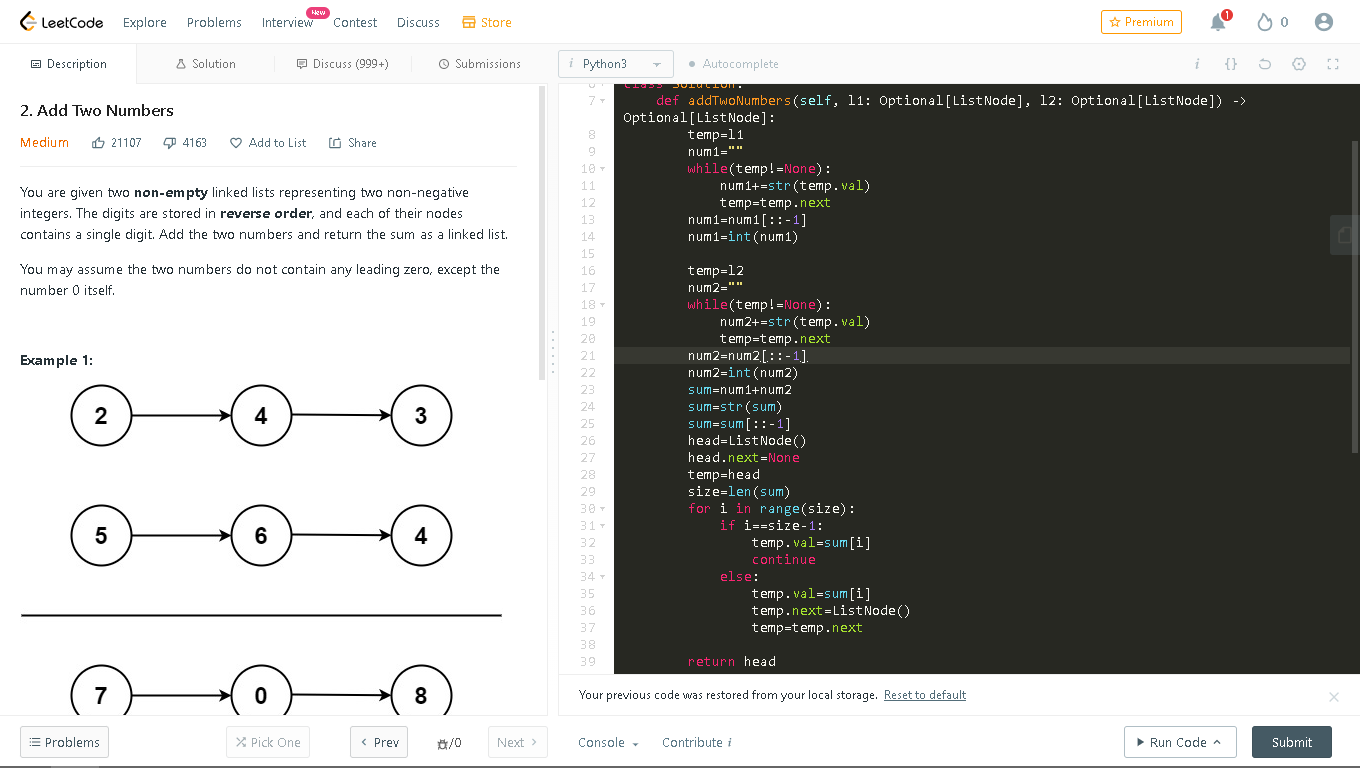 LeetCode Explore Problems Interview New Contest Discuss Store Premium 1 0
Description Solution Discuss (999+) Submissions
2. Add Two Numbers
Medium 21107 4163 Add to List Share
You are given two non-empty linked lists representing two non-negative
integers. The digits are stored in reverse order, and each of their nodes
contains a single digit. Add the two numbers and return the sum as a linked list.
You may assume the two numbers do not contain any leading zero, except the
number 0 itself.
Example 1:
2 4 3
5 6 4
7 0 8
Problems Pick One < Prev /0 Next >
i Python3 Autocomplete i {}
6 class Solution:
7 def addTwoNumbers(self, l1: Optional[ListNode], l2: Optional[ListNode]) ->
Optional[ListNode]:
8 temp=l1
9 num1=""
10 while(temp!=None):
11 num1+=str(temp.val)
12 temp=temp.next
13 num1=num1[::-1]
14 num1=int(num1)
15
16 temp=l2
17 num2=""
18 while(temp!=None):
19 num2+=str(temp.val)
20 temp=temp.next
21 num2=num2[::-1]
22 num2=int(num2)
23 sum=num1+num2
24 sum=str(sum)
25 sum=sum[::-1]
26 head=ListNode()
27 head.next=None
28 temp=head
29 size=len(sum)
30 for i in range(size):
31 if i==size-1:
32 temp.val=sum[i]
33 continue
34 else:
35 temp.val=sum[i]
36 temp.next=ListNode()
37 temp=temp.next
38
39 return head
Your previous code was restored from your local storage. Reset to default
Console Contribute i Run Code Submit